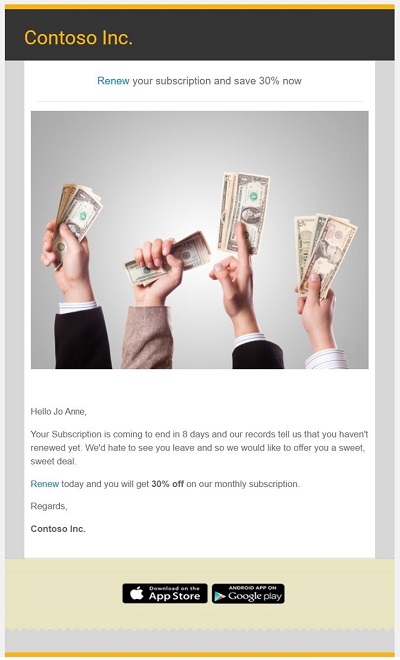 Contoso Inc.
Renew your subscription and save 30% now
Hello Jo Anne,
Your Subscription is coming to end in 8 days and our records tell us that you haven't
renewed yet. We'd hate to see you leave and so we would like to offer you a sweet,
sweet deal.
Renew today and you will get 30% off on our monthly subscription.
Regards,
Contoso Inc.
Download on the
App Store
ANDROID APP ON
Google play